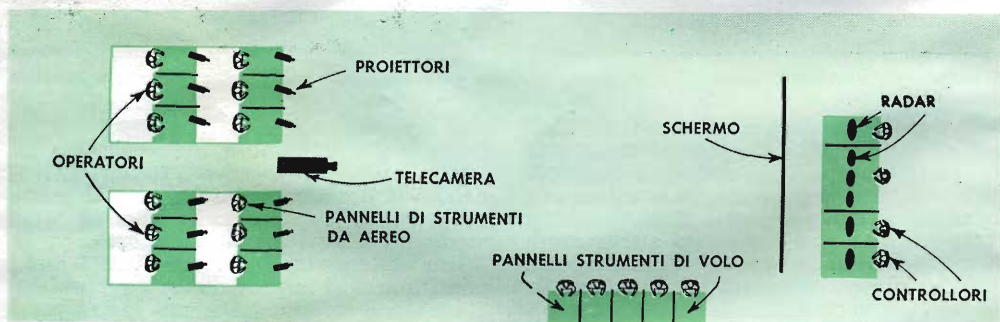 PROIETTORI
OPERATORI
TELECAMERA
PANNELLI DI STRUMENTI
DA AEREO
PANNELLI STRUMENTI DI VOLO
SCHERMO
RADAR
CONTROLLORI